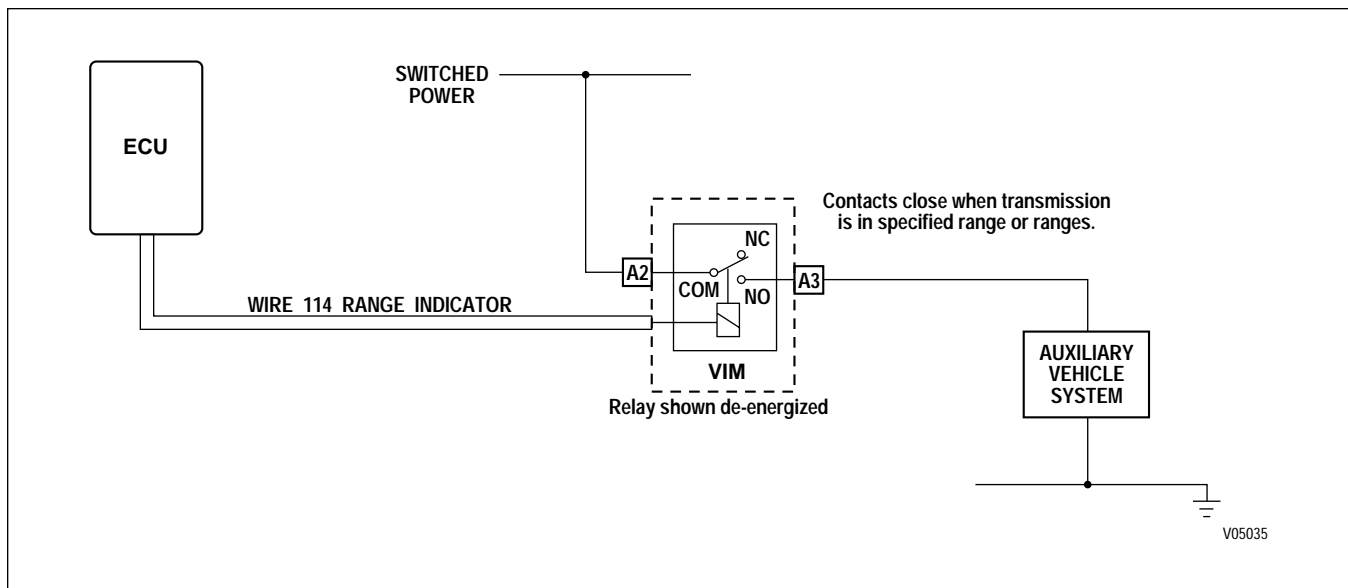 ECU
SWITCHED
POWER
Contacts close when transmission
is in specified range or ranges.
NC
A2
COM
NO
A3
WIRE 114 RANGE INDICATOR
VIM
Relay shown de-energized
AUXILIARY
VEHICLE
SYSTEM
V05035